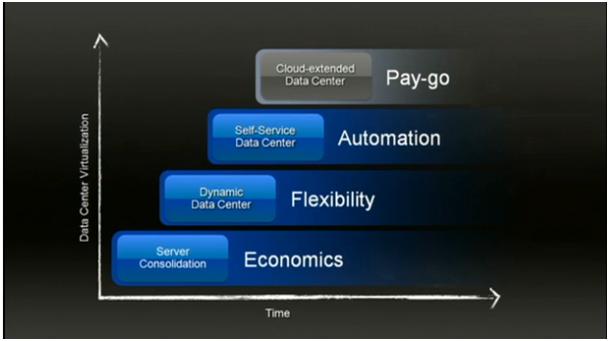 Cloud-extended
Data Center
Pay-go
Self-Service
Data Center
Automation
Dynamic
Data Center
Flexibility
Server
Consolidation
Economics
Data Center Virtualization
Time